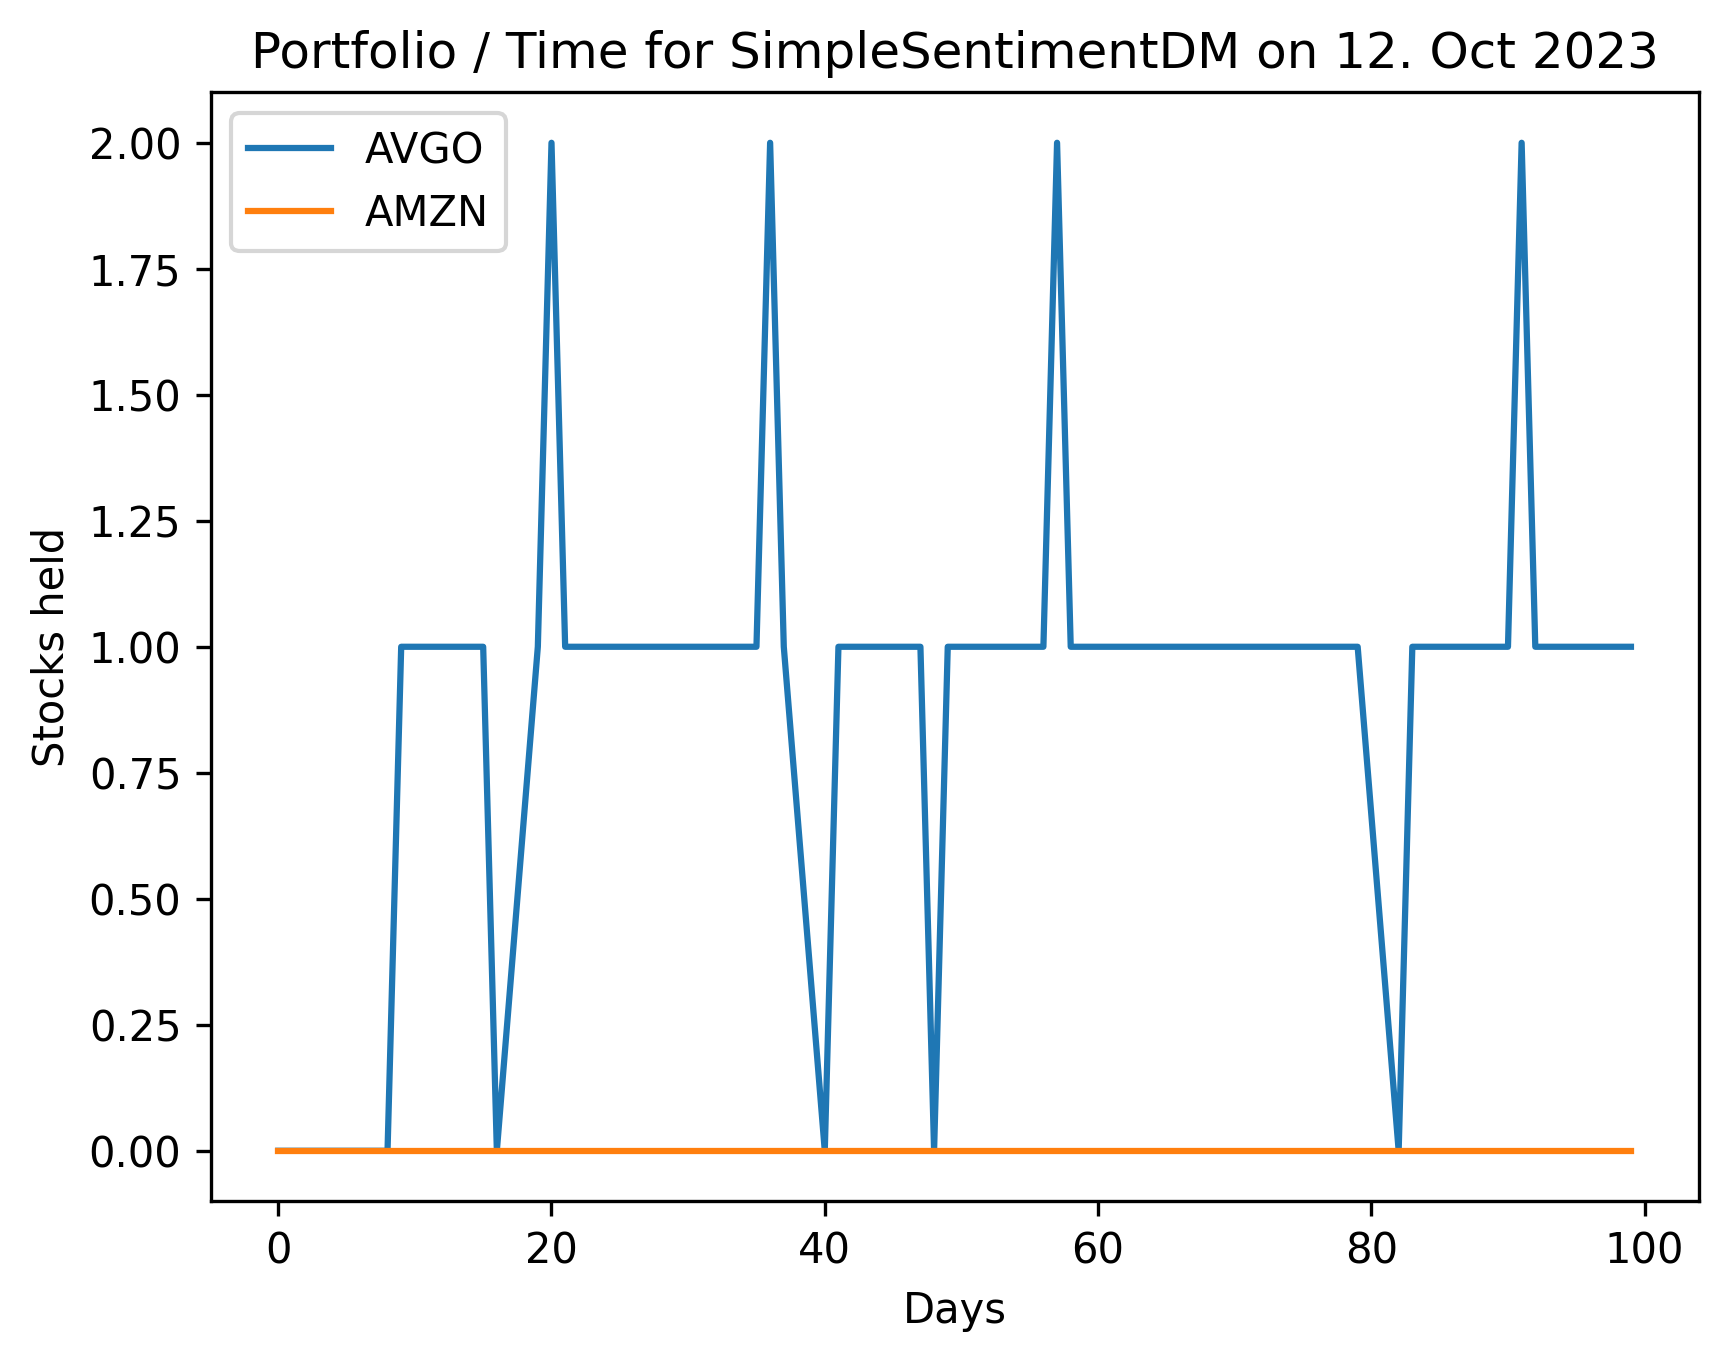 Portfolio / Time for SimpleSentimentDM on 12. Oct 2023
AVGO
AMZN
2.00
1.75
1.50
1.25
1.00
0.75
0.50
0.25
0.00
Stocks held
0 20 40 60 80 100
Days